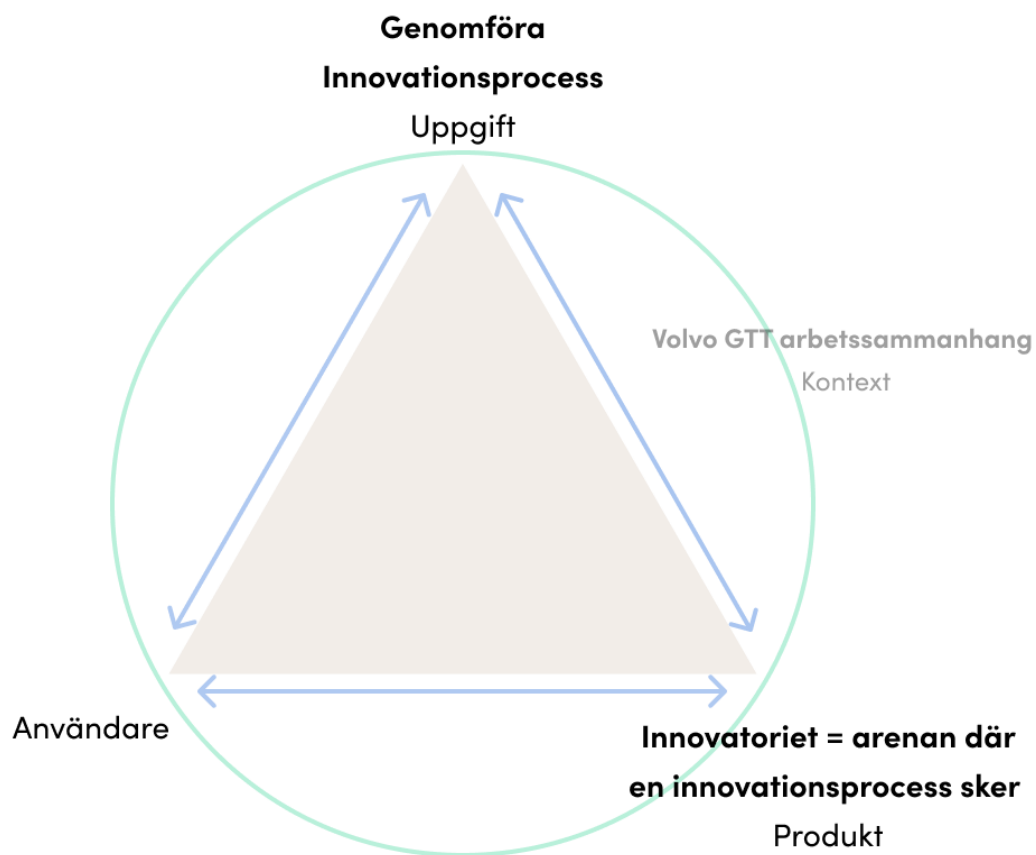 Genomföra
Innovationsprocess
Uppgift
Volvo GTT arbetssammanhang
Kontext
Användare
Innovatoriet = arenan där
en innovationsprocess sker
Produkt